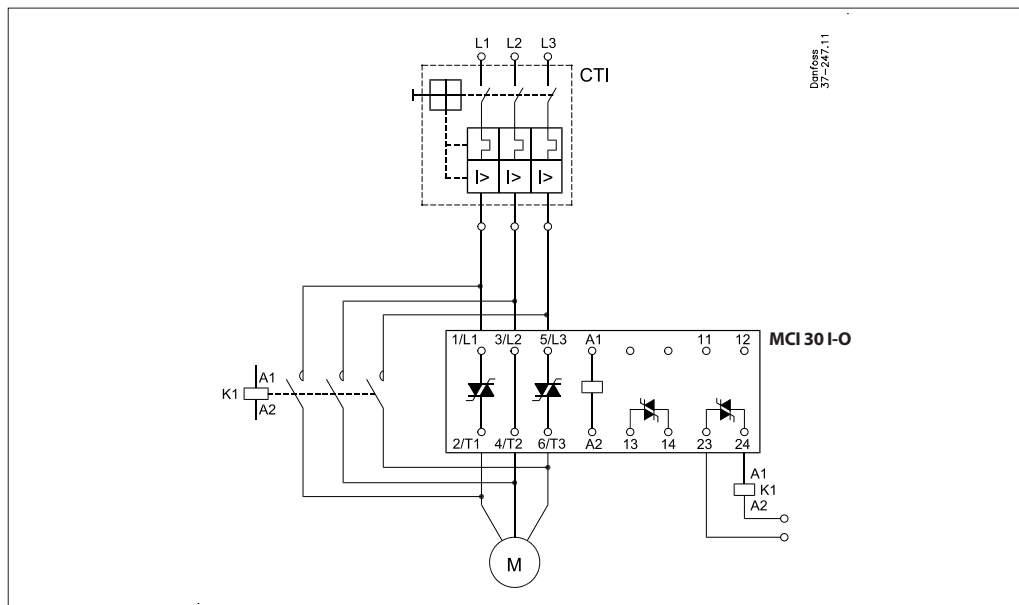 L1 L2 L3
Danfoss
37-247.11
CTI
I> I> I>
1/L1 3/L2 5/L3 A1 11 12
MCI 30 I-O
A1
K1
A2
2/T1 4/T2 6/T3 A2 13 14 23 24
A1
K1
A2
M